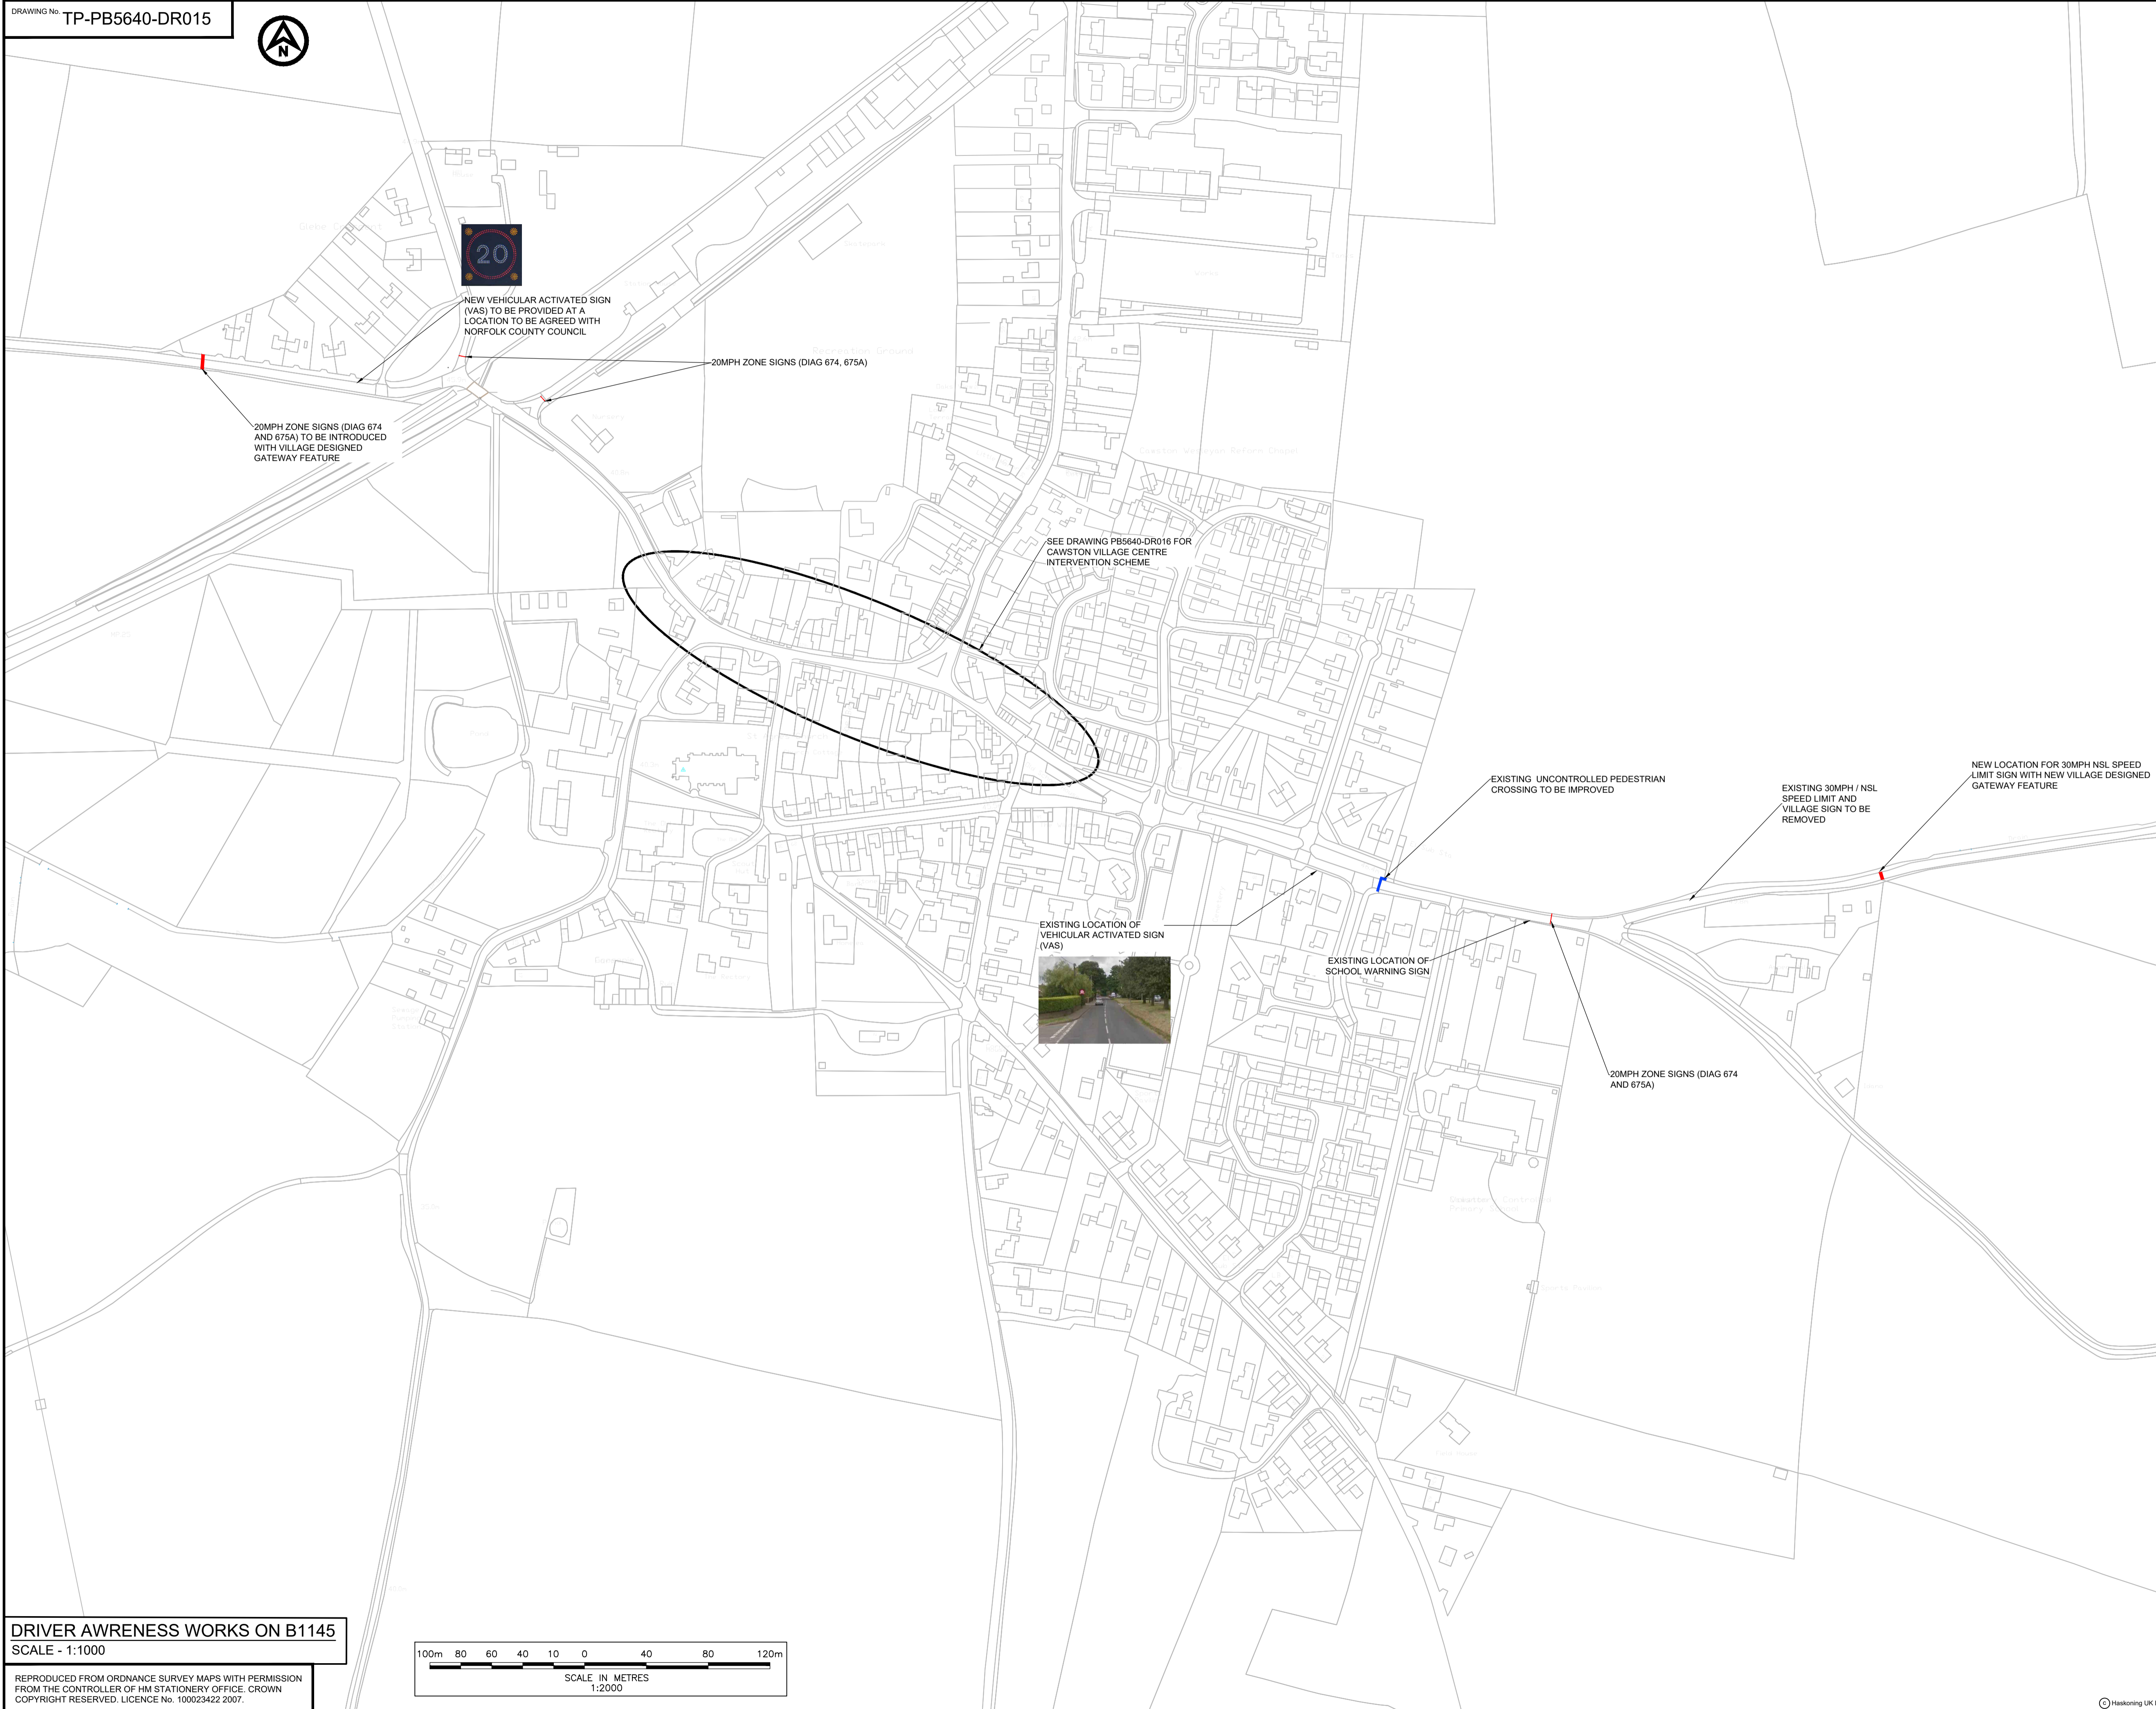 DRAWING No. TP-PB5640-DR015
N
20
NEW VEHICULAR ACTIVATED SIGN
(VAS) TO BE PROVIDED AT A
LOCATION TO BE AGREED WITH
NORFOLK COUNTY COUNCIL
20MPH ZONE SIGNS (DIAG 674, 675A)
20MPH ZONE SIGNS (DIAG 674
AND 675A) TO BE INTRODUCED
WITH VILLAGE DESIGNED
GATEWAY FEATURE
Cawston Wesleyan Reform Chapel
SEE DRAWING PB5640-DR016 FOR
CAWSTON VILLAGE CENTRE
INTERVENTION SCHEME
EXISTING UNCONTROLLED PEDESTRIAN
CROSSING TO BE IMPROVED
EXISTING 30MPH / NSL
SPEED LIMIT AND
VILLAGE SIGN TO BE
REMOVED
NEW LOCATION FOR 30MPH NSL SPEED
LIMIT SIGN WITH NEW VILLAGE DESIGNED
GATEWAY FEATURE
EXISTING LOCATION OF
VEHICULAR ACTIVATED SIGN
(VAS)
EXISTING LOCATION OF
SCHOOL WARNING SIGN
20MPH ZONE SIGNS (DIAG 674
AND 675A)
DRIVER AWRENESS WORKS ON B1145
SCALE - 1:1000
REPRODUCED FROM ORDNANCE SURVEY MAPS WITH PERMISSION
FROM THE CONTROLLER OF HM STATIONERY OFFICE. CROWN
COPYRIGHT RESERVED. LICENCE No. 100023422 2007.
100m 80 60 40 10 0 40 80 120m
SCALE IN METRES
1:2000
© Haskoning UK